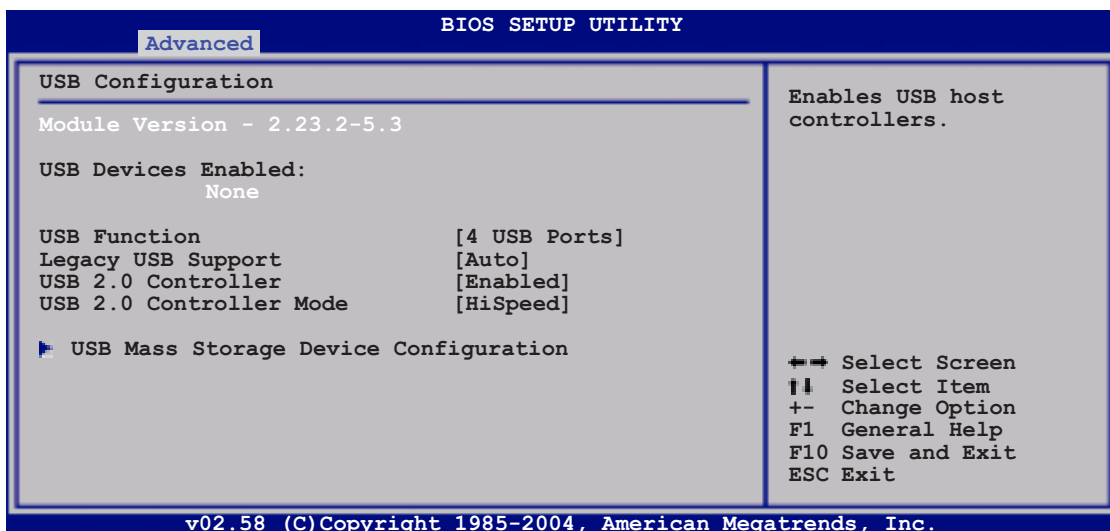 BIOS SETUP UTILITY
Advanced
USB Configuration
Module Version - 2.23.2-5.3
USB Devices Enabled:
None
USB Function [4 USB Ports]
Legacy USB Support [Auto]
USB 2.0 Controller [Enabled]
USB 2.0 Controller Mode [HiSpeed]
USB Mass Storage Device Configuration
Enables USB host
controllers.
Select Screen
Select Item
+- Change Option
F1 General Help
F10 Save and Exit
ESC Exit
v02.58 (C)Copyright 1985-2004, American Megatrends, Inc.